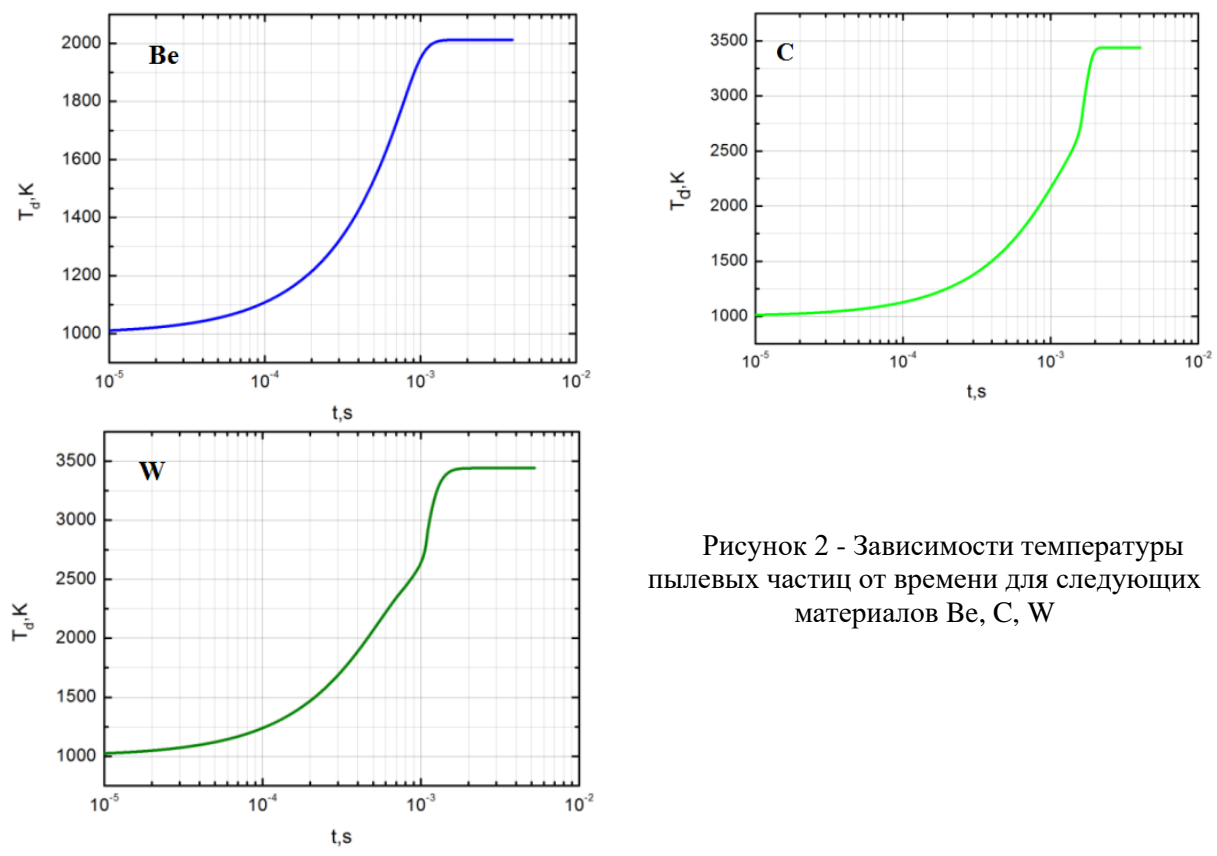 Be
2000
1800
1600
1400
1200
1000
T_d,K
10^-5
10^-4
10^-3
10^-2
t,s
C
3500
3000
2500
2000
1500
1000
T_d,K
10^-5
10^-4
10^-3
10^-2
t,s
W
3500
3000
2500
2000
1500
1000
T_d,K
10^-5
10^-4
10^-3
10^-2
t,s
Рисунок 2 - Зависимости температуры
пылевых частиц от времени для следующих
материалов Be, C, W